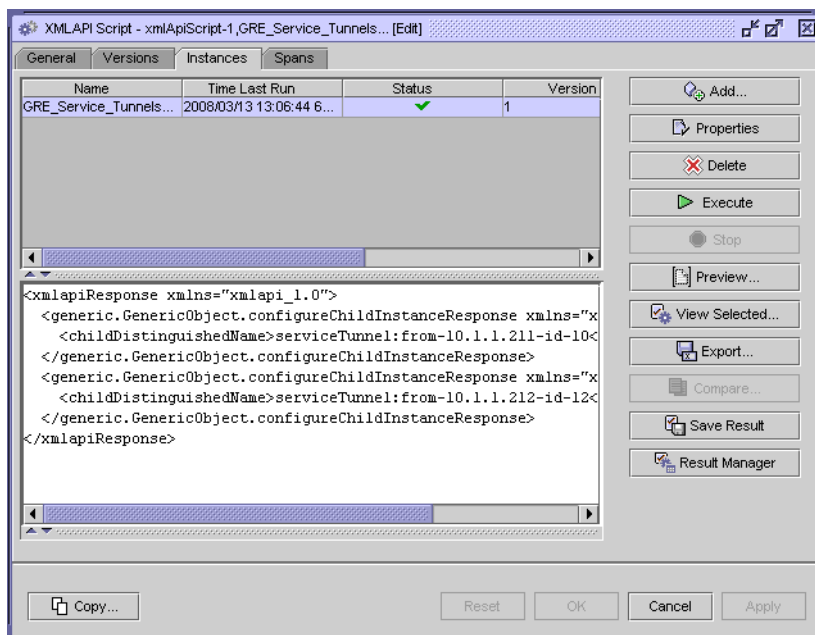 XMLAPI Script - xmlApiScript-1,GRE_Service_Tunnels... [Edit]
General Versions Instances Spans
Name Time Last Run Status Version
GRE_Service_Tunnels... 2008/03/13 13:06:44 6... 1
Add...
Properties
Delete
Execute
Stop
Preview...
View Selected...
Export...
Compare...
Save Result
Result Manager
<xmlapiResponse xmlns="xmlapi_1.0">
<generic.GenericObject.configureChildInstanceResponse xmlns="x
<childDistinguishedName>serviceTunnel:from-10.1.1.211-id-10<
</generic.GenericObject.configureChildInstanceResponse>
<generic.GenericObject.configureChildInstanceResponse xmlns="x
<childDistinguishedName>serviceTunnel:from-10.1.1.212-id-12<
</generic.GenericObject.configureChildInstanceResponse>
</xmlapiResponse>
Copy... Reset OK Cancel Apply